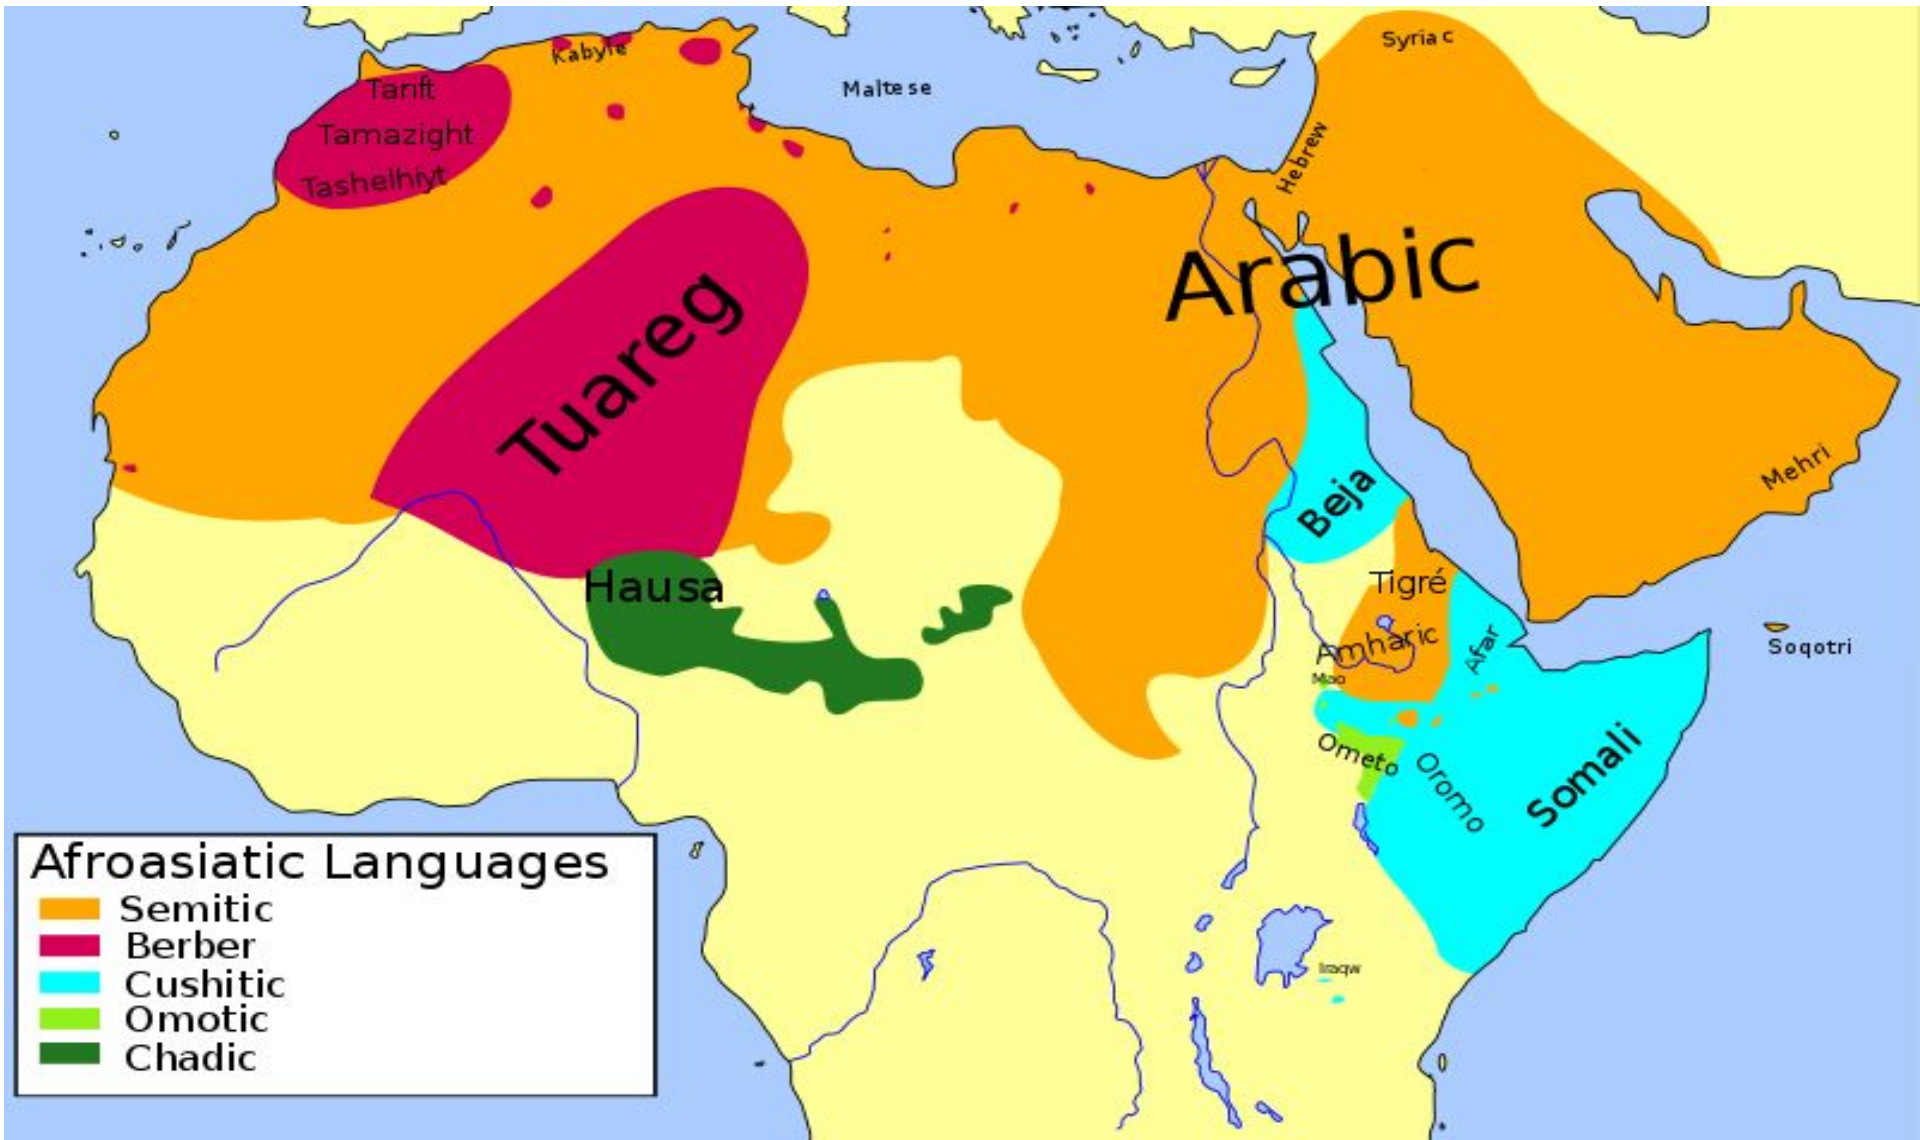 Syriac
Kabyle
Maltese
Tarift
Tamazight
Tashelhiyt
Hebrew
Arabic
Tuareg
Mehri
Beja
Hausa
Tigré
Amharic
Afar
Soqotri
Mao
Ometo
Oromo
Somali
Iraqw
Afroasiatic Languages
Semitic
Berber
Cushitic
Omotic
Chadic